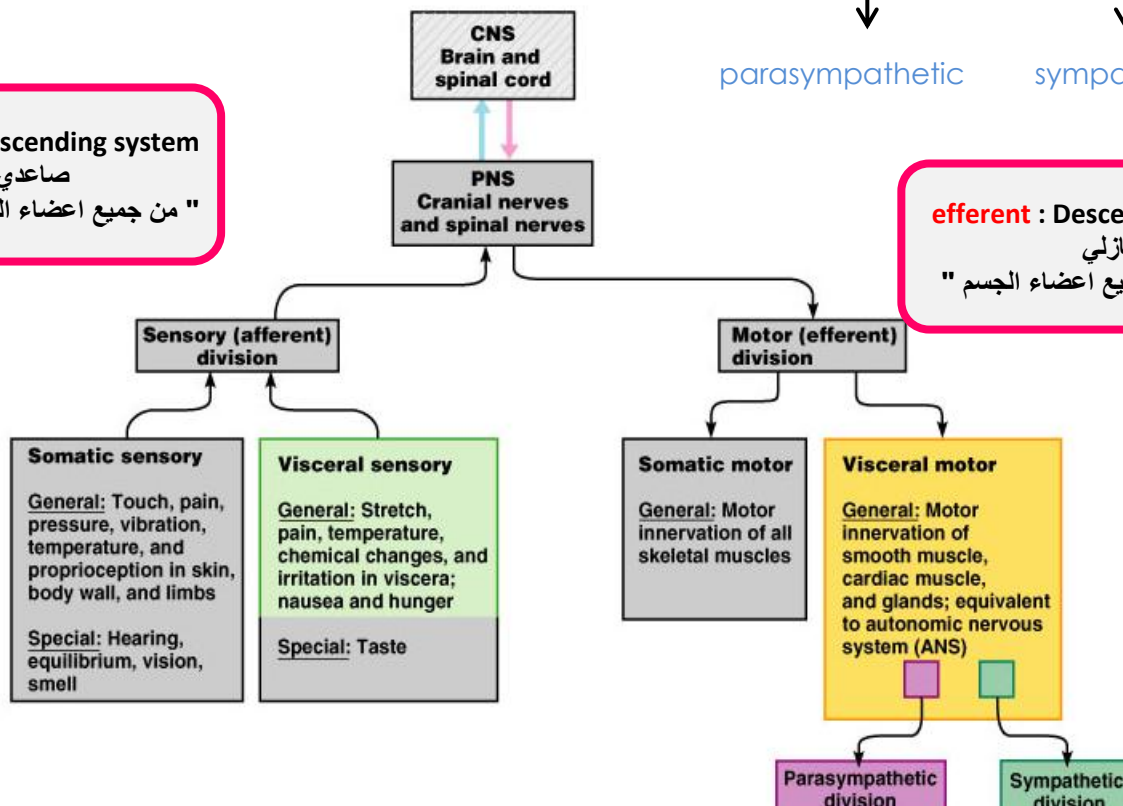 parasympathetic
CNS
Brain and
spinal cord
scending system
صاعدي
" من جميع اعضاء
PNS
Cranial nerves
and spinal nerves
efferent :
يع اعضاء الجسم "
Sensory (afferent)
division
Motor (efferent)
division
Somatic sensory
General: Touch, pain,
pressure, vibration,
temperature, and
proprioception in skin,
body wall, and limbs
Special: Hearing,
equilibrium, vision,
smell
Visceral sensory
General: Stretch,
pain, temperature,
chemical changes, and
irritation in viscera;
nausea and hunger
Special: Taste
Somatic motor
General: Motor
innervation of all
skeletal muscles
Visceral motor
General: Motor
innervation of
smooth muscle,
cardiac muscle,
and glands; equivalent
to autonomic nervous
system (ANS)
Parasympathetic
division
Sympathetic
division